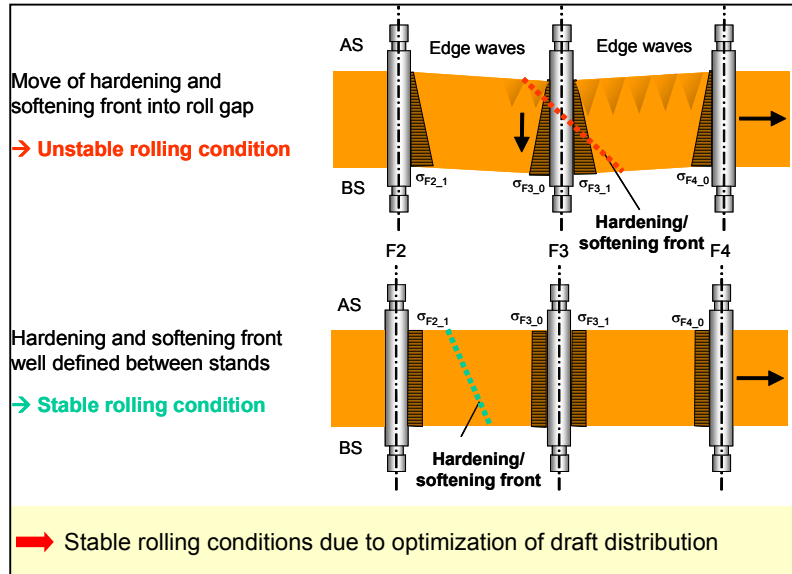 AS
Edge waves
Edge waves
Move of hardening and
softening front into roll gap
→ Unstable rolling condition
BS
σF2_1
σF3_0
σF3_1
σF4_0
Hardening/
softening front
F2
F3
F4
AS
σF2_1
σF3_0
σF3_1
σF4_0
Hardening and softening front
well defined between stands
→ Stable rolling condition
BS
Hardening/
softening front
Stable rolling conditions due to optimization of draft distribution